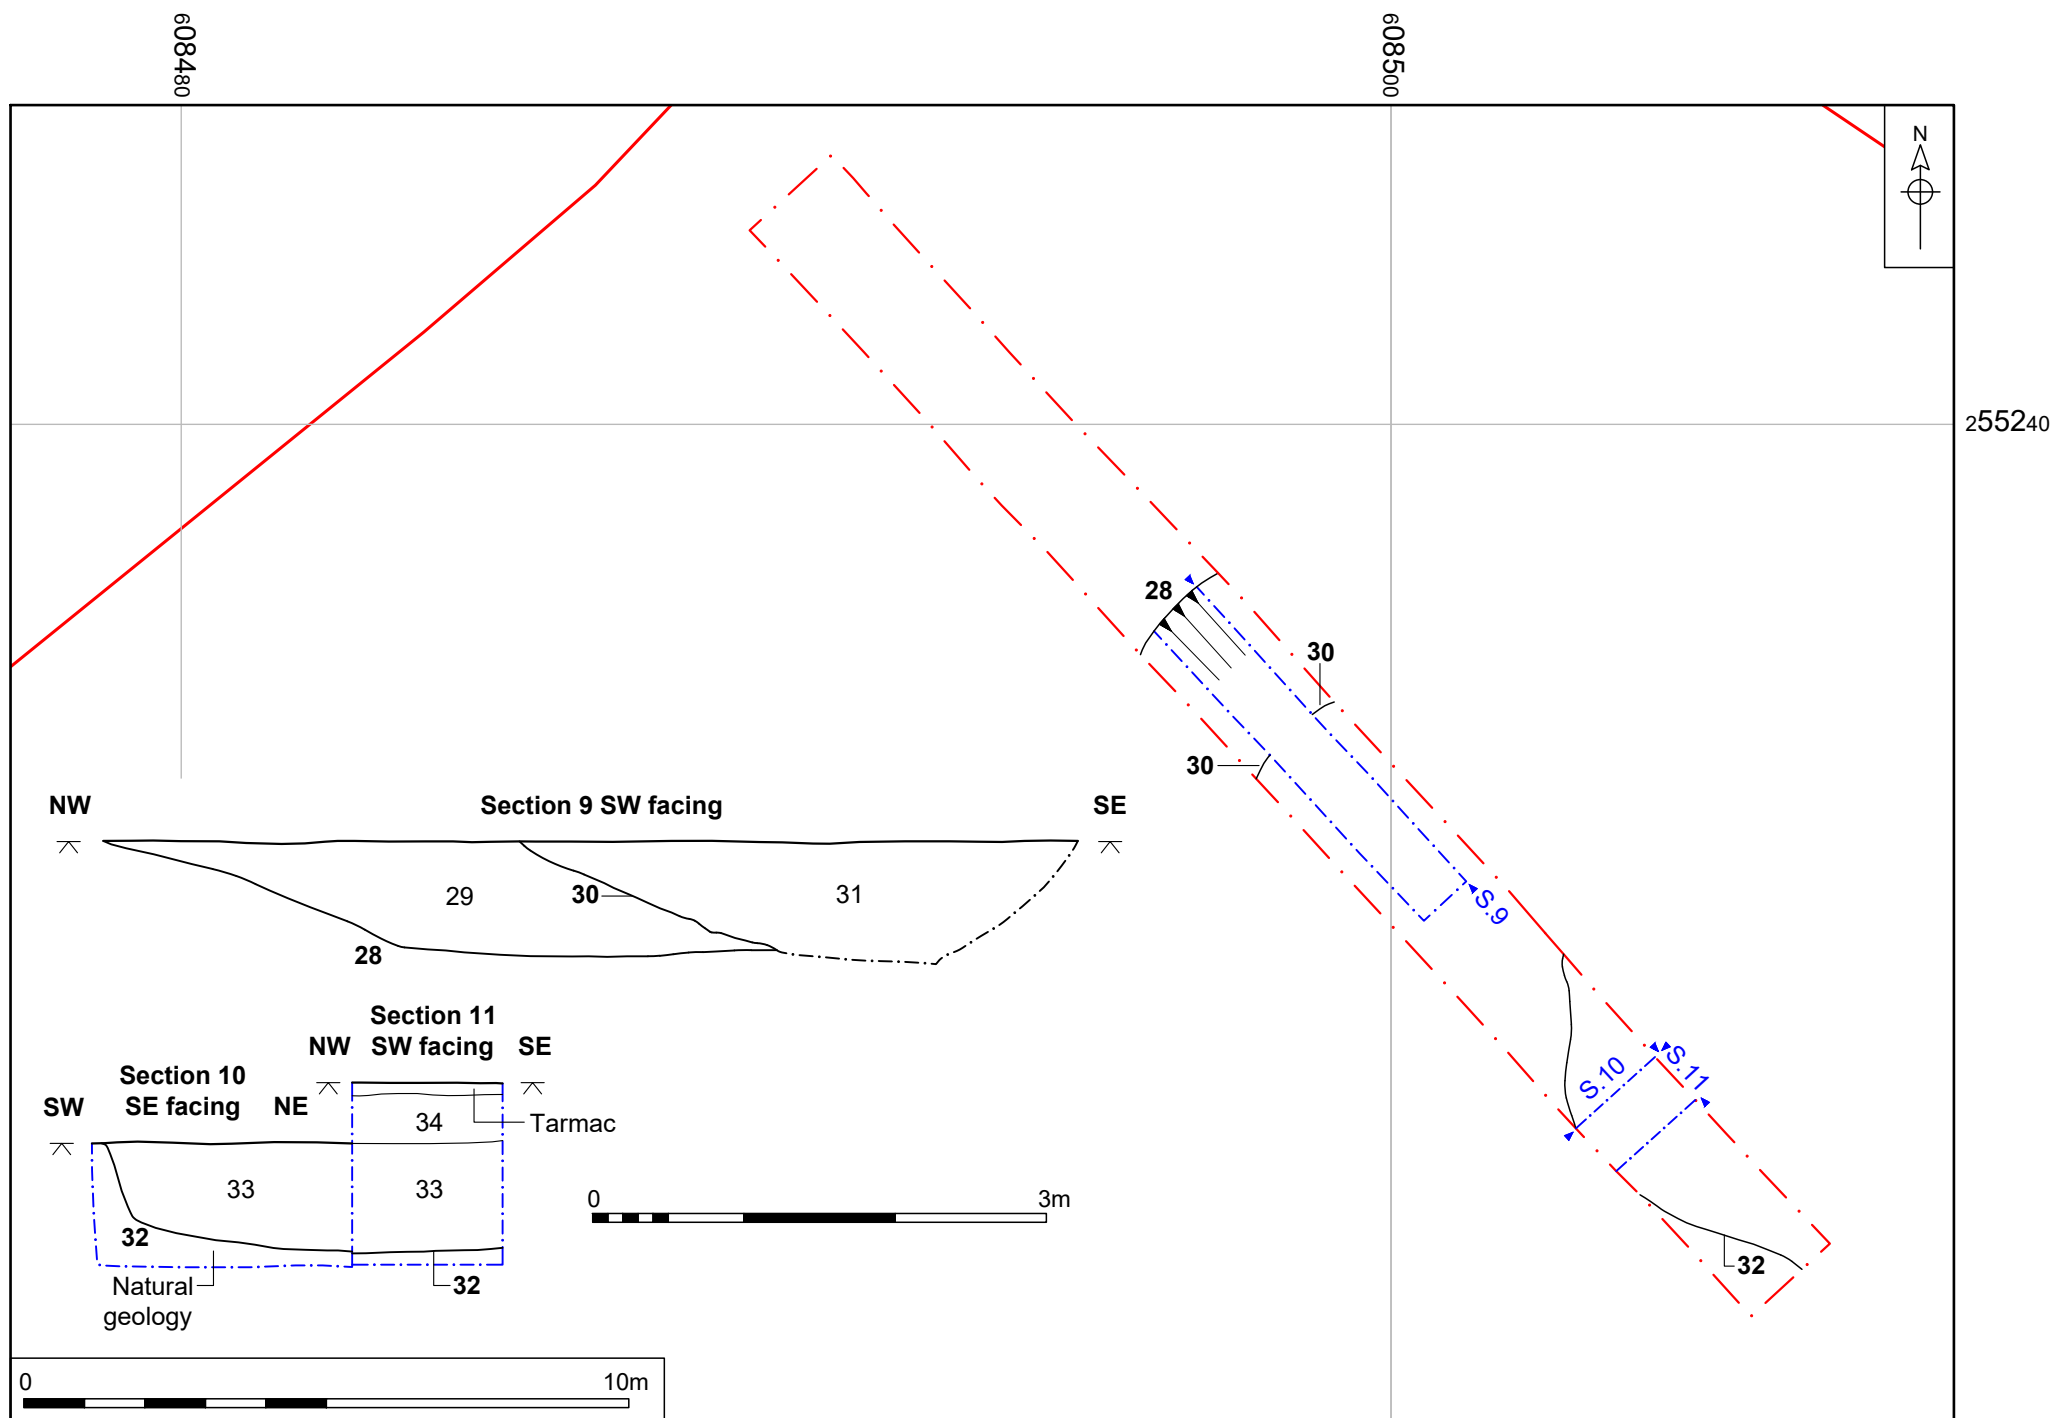 608480
608500
N
255240
28
30
30
S.9
S.10
S.11
32
NW
Section 9 SW facing
SE
29
30
31
28
Section 11
NW SW facing SE
Section 10
SW SE facing NE
34
Tarmac
33
33
32
32
Natural
geology
0 3m
0 10m